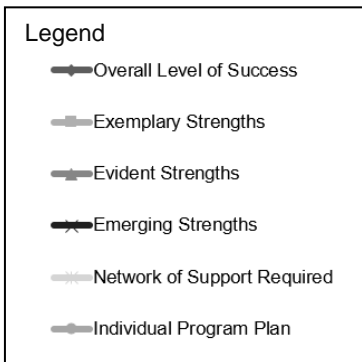 Legend
Overall Level of Success
Exemplary Strengths
Evident Strengths
Emerging Strengths
Network of Support Required
Individual Program Plan